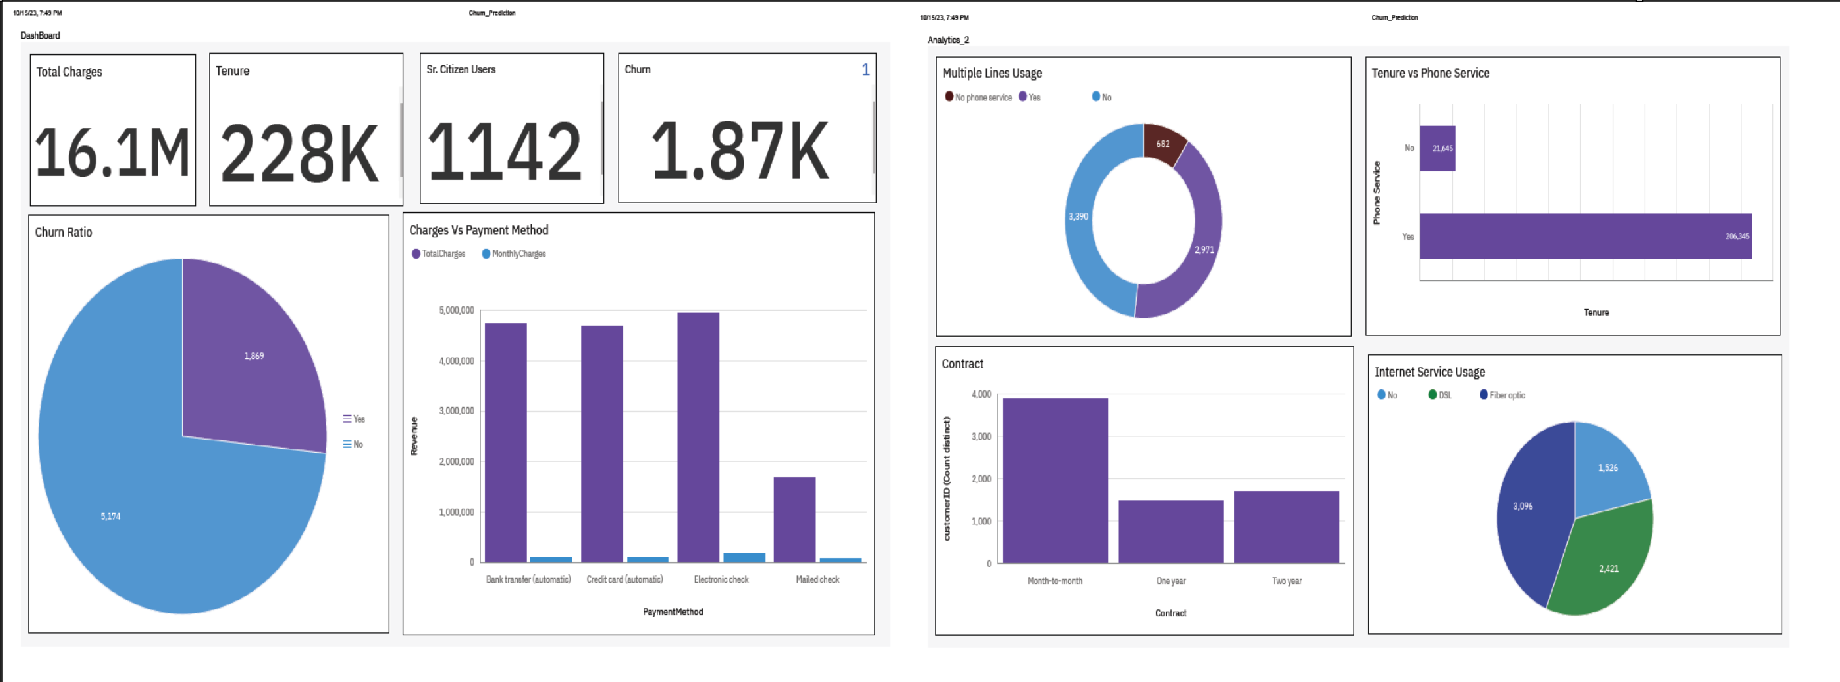 10/15/23, 7:49 PM
Churn_Prediction
DashBoard
Total Charges
16.1M
Tenure
228K
Sr. Citizen Users
1142
Churn
1
1.87K
Churn Ratio
1,869
5,174
Yes
No
Charges Vs Payment Method
TotalCharges
MonthlyCharges
Revenue
5,000,000
4,000,000
3,000,000
2,000,000
1,000,000
0
Bank transfer (automatic)
Credit card (automatic)
Electronic check
Mailed check
PaymentMethod
10/15/23, 7:49 PM
Churn_Prediction
Analytics_2
Multiple Lines Usage
No phone service
Yes
No
682
3,390
2,971
Tenure vs Phone Service
Phone Service
No
21,645
Yes
206,345
Tenure
Contract
customerID (Count distinct)
4,000
3,000
2,000
1,000
0
Month-to-month
One year
Two year
Contract
Internet Service Usage
No
DSL
Fiber optic
1,526
3,096
2,421